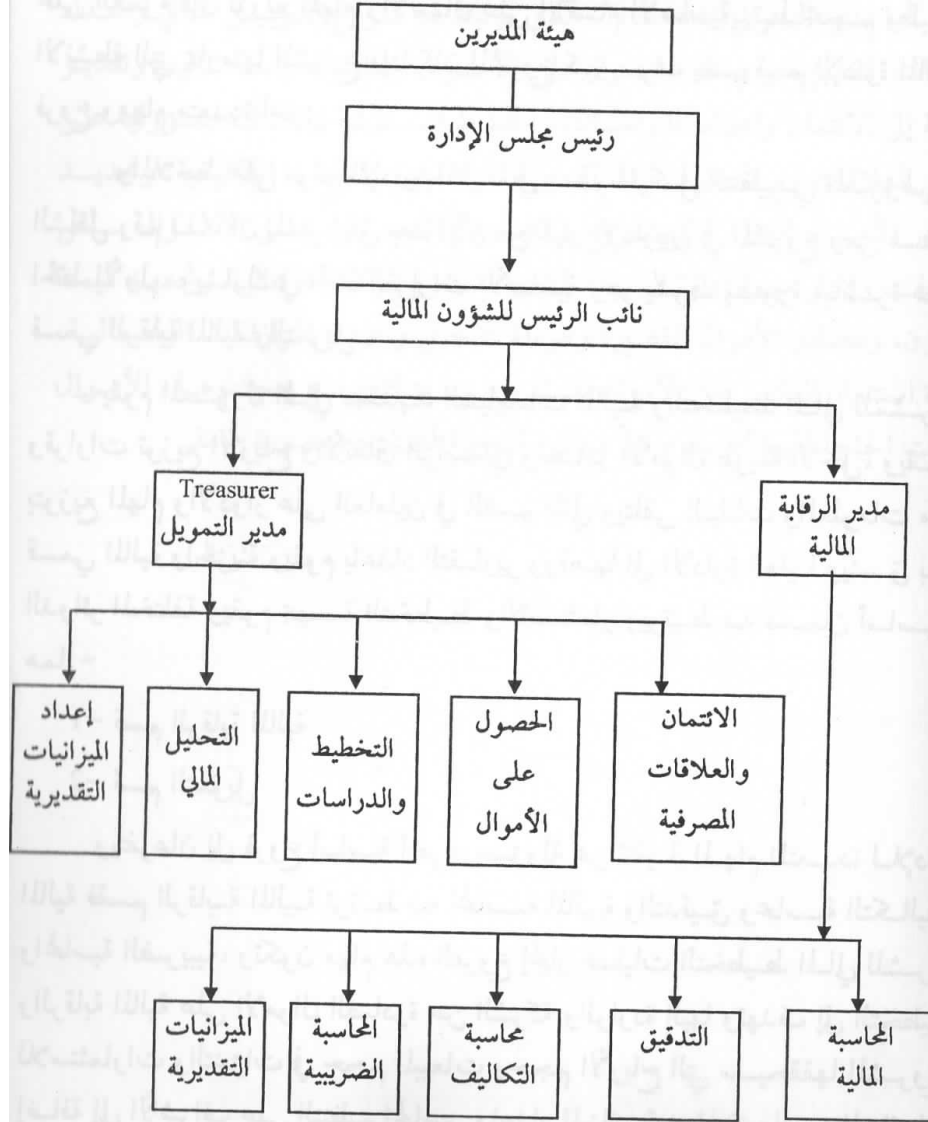 هيئة المديرين
رئيس مجلس الإدارة
نائب الرئيس للشؤون المالية
مدير الرقابة
المالية
Treasurer
مدير التمويل
الائتمان
والعلاقات
المصرفية
الحصول
على
الأموال
التخطيط
والدراسات
التحليل
المالي
إعداد
الميزانيات
التقديرية
المحاسبة
المالية
التدقيق
محاسبة
التكاليف
المحاسبة
الضريبية
الميزانيات
التقديرية